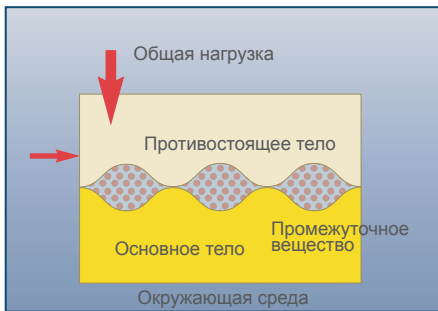 Общая нагрузка
Противостоящее тело
Промежуточное
вещество
Основное тело
Окружающая среда